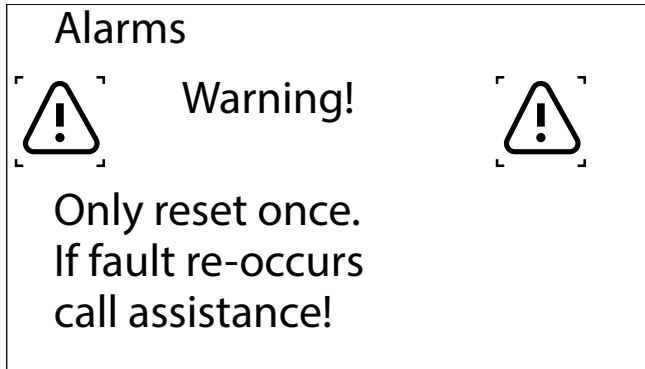 Alarms
Warning!
Only reset once.
If fault re-occurs
call assistance!